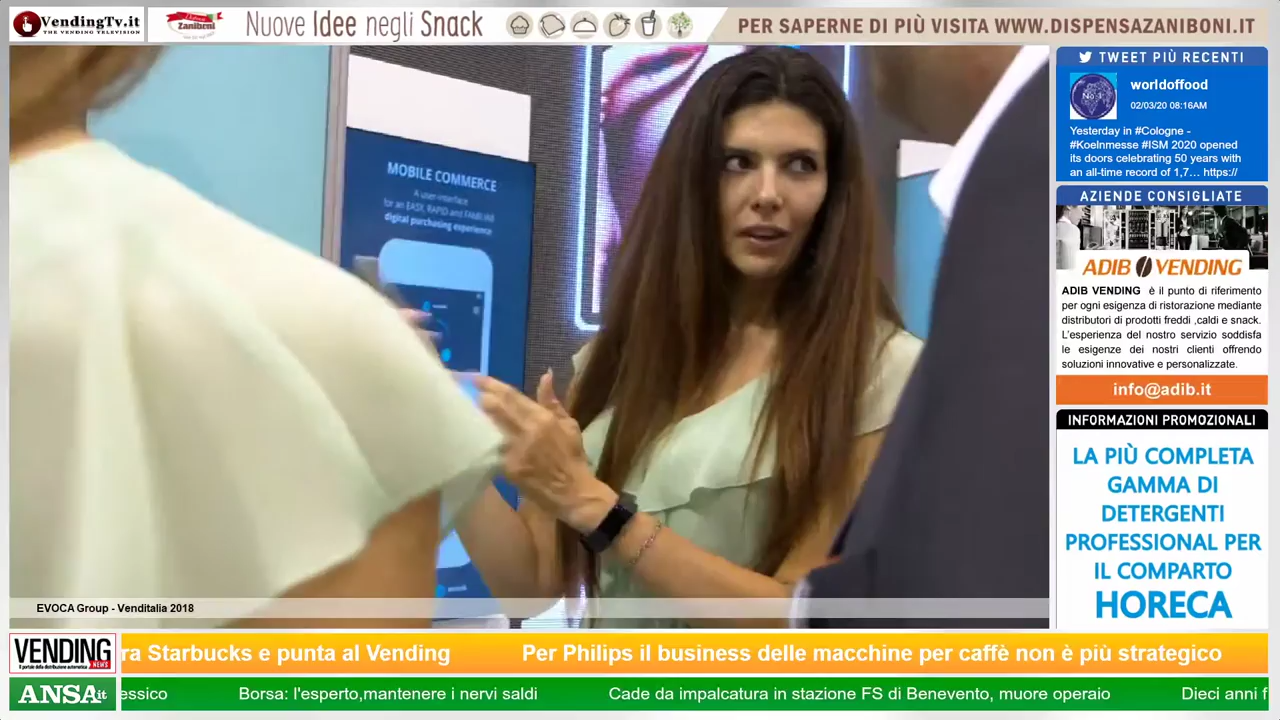 VendingTv.it
THE VENDING TELEVISION
Zaniboni
Nuove Idee negli Snack
PER SAPERNE DI PIÙ VISITA WWW.DISPENSAZANIBONI.IT
MOBILE COMMERCE
user interface
for an EASY, RAPID and FAMILIAR
digital purchasing experience
EVOCA Group - Venditalia 2018
TWEET PIÙ RECENTI
worldoffood
02/03/20 08:16AM
Yesterday in #Cologne -
#Koelnmesse #ISM 2020 opened
its doors celebrating 50 years with
an all-time record of 1,7… https://
AZIENDE CONSIGLIATE
ADIB VENDING
ADIB VENDING è il punto di riferimento
per ogni esigenza di ristorazione mediante
distributori di prodotti freddi ,caldi e snack.
L'esperienza del nostro servizio soddisfa
le esigenze dei nostri clienti offrendo
soluzioni innovative e personalizzate.
info@adib.it
INFORMAZIONI PROMOZIONALI
LA PIÙ COMPLETA
GAMMA DI
DETERGENTI
PROFESSIONAL PER
IL COMPARTO
HORECA
VENDING NEWS
Il portale della distribuzione automatica
ra Starbucks e punta al Vending Per Philips il business delle macchine per caffè non è più strategico
ANSA.it
essico Borsa: l'esperto,mantenere i nervi saldi Cade da impalcatura in stazione FS di Benevento, muore operaio Dieci anni f